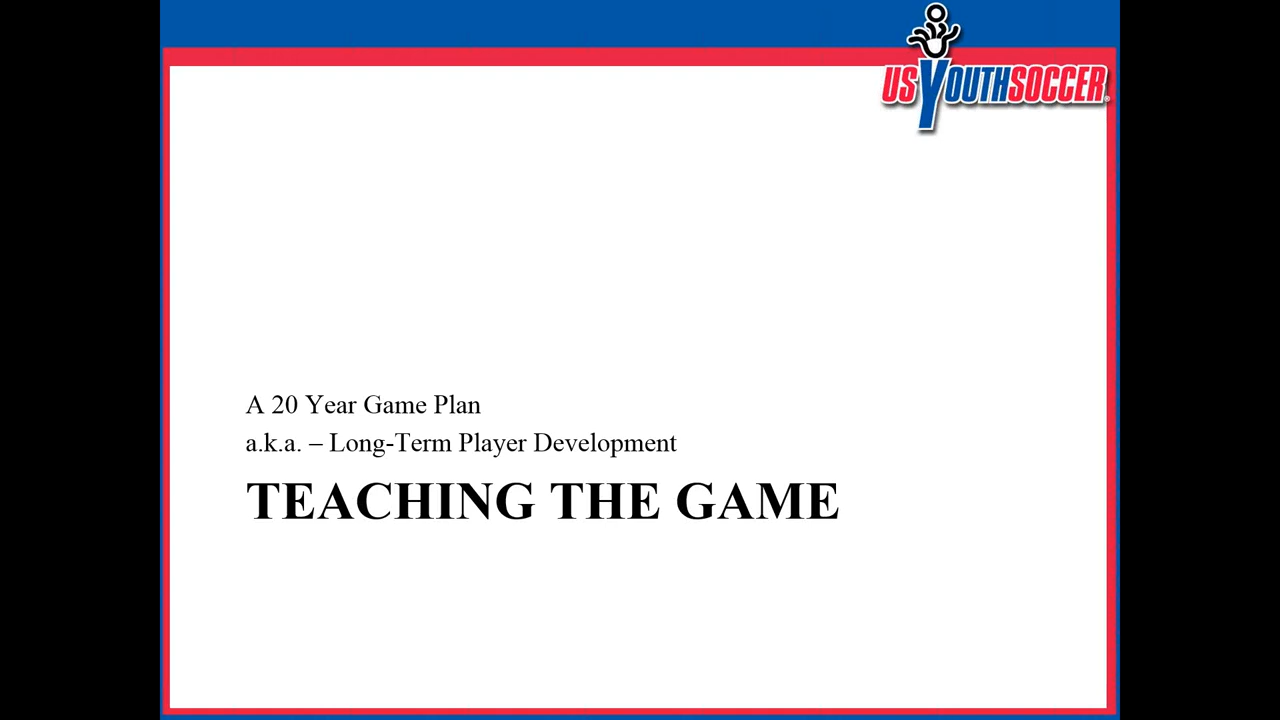 US YOUTH SOCCER®
A 20 Year Game Plan
a.k.a. – Long-Term Player Development
TEACHING THE GAME